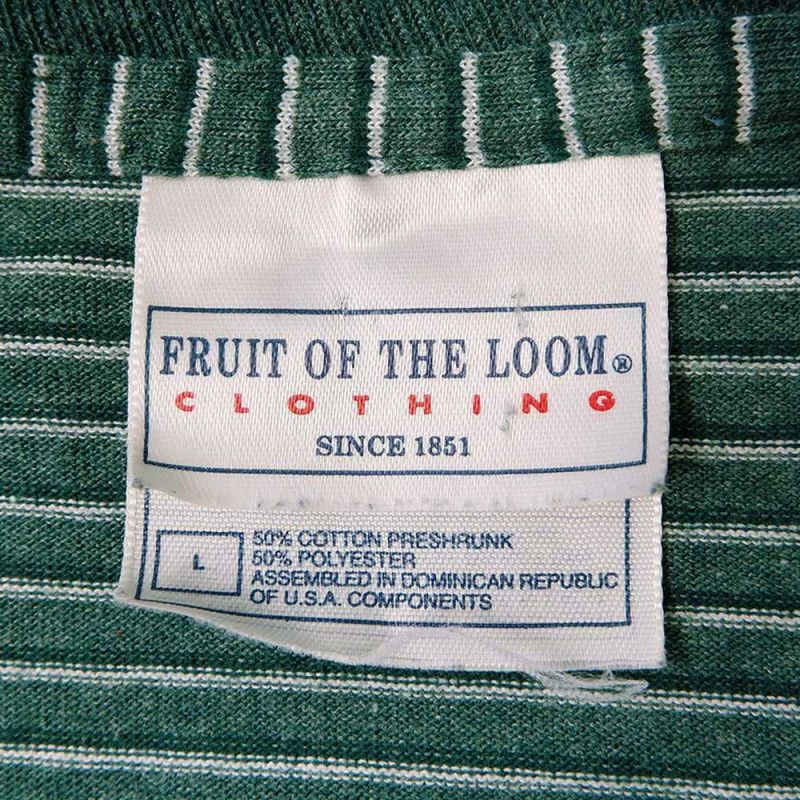 FRUIT OF THE LOOM®
CLOTHING
SINCE 1851
L
50% COTTON PRESHRUNK
50% POLYESTER
ASSEMBLED IN DOMINICAN REPUBLIC
OF U.S.A. COMPONENTS